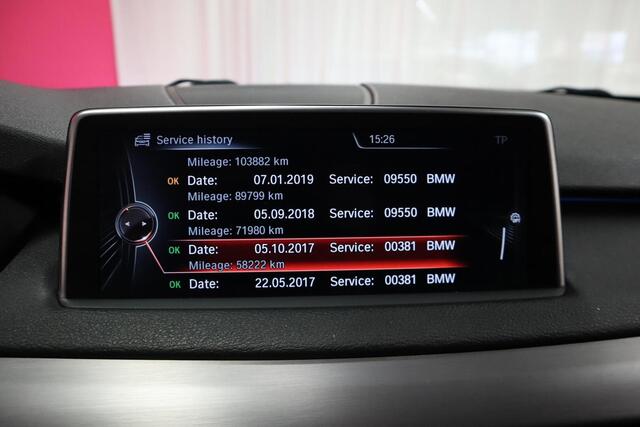 Service history 15:26 TP
Mileage: 103882 km
OK Date: 07.01.2019 Service: 09550 BMW
Mileage: 89799 km
OK Date: 05.09.2018 Service: 09550 BMW
Mileage: 71980 km
OK Date: 05.10.2017 Service: 00381 BMW
Mileage: 58222 km
OK Date: 22.05.2017 Service: 00381 BMW